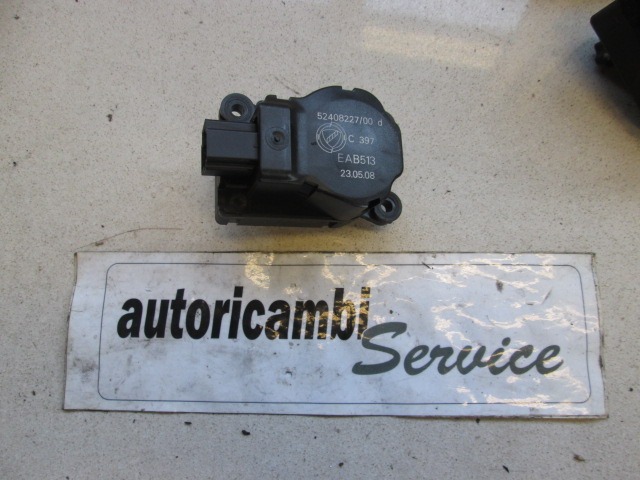 52408227/00 d
C 397
EAB513
23.05.08
autoricambi
Service